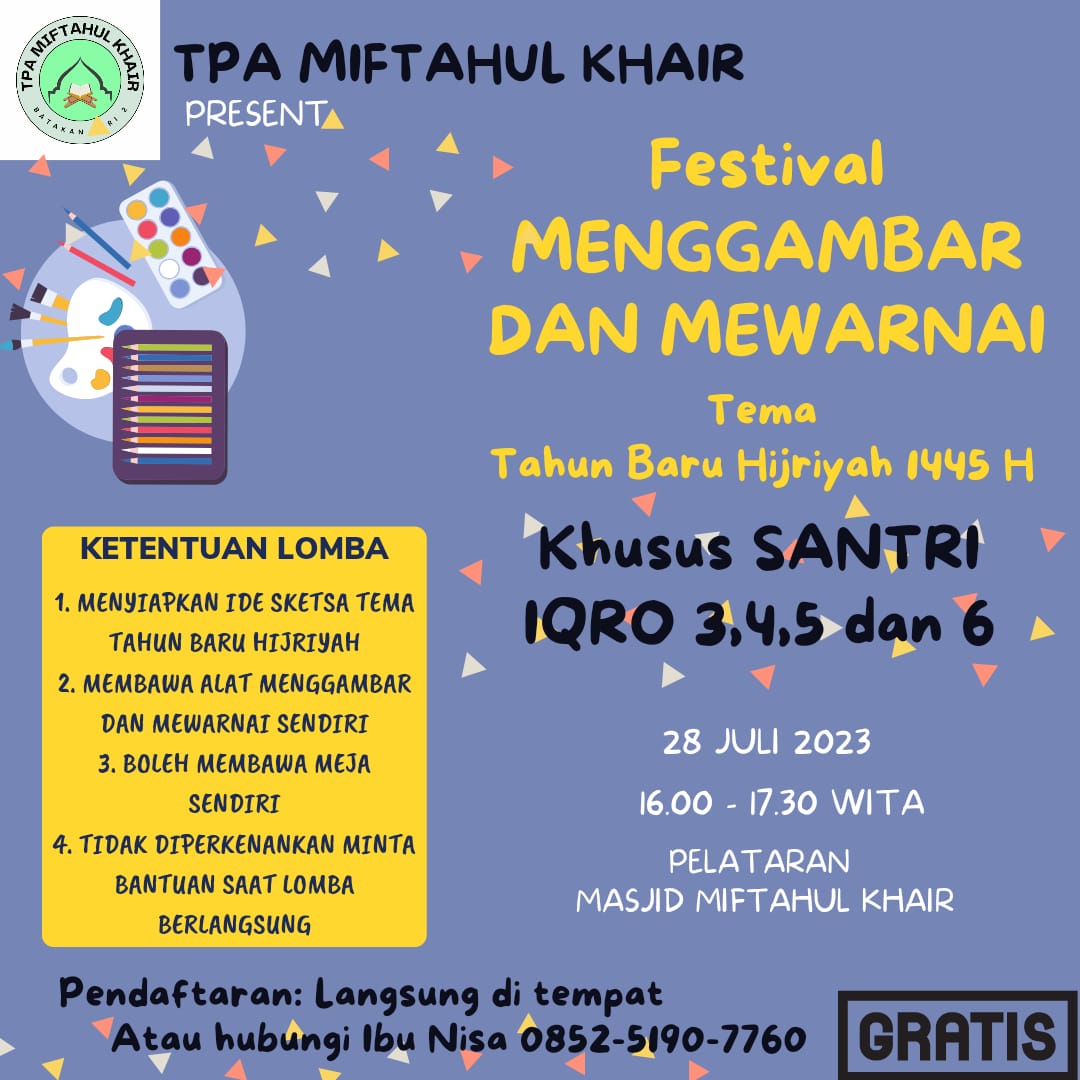 TPA MIFTAHUL KHAIR
TPA MIFTAHUL KHAIR
PRESENT
Festival
MENGGAMBAR
DAN MEWARNAI
Tema
Tahun Baru Hijriyah 1445 H
Khusus SANTRI
IQRO 3,4,5 dan 6
KETENTUAN LOMBA
1. MENYIAPKAN IDE SKETSA TEMA
TAHUN BARU HIJRIYAH
2. MEMBAWA ALAT MENGGAMBAR
DAN MEWARNAI SENDIRI
3. BOLEH MEMBAWA MEJA
SENDIRI
4. TIDAK DIPERKENANKAN MINTA
BANTUAN SAAT LOMBA
BERLANGSUNG
28 JULI 2023
16.00 - 17.30 WITA
PELATARAN
MASJID MIFTAHUL KHAIR
Pendaftaran: Langsung di tempat
Atau hubungi Ibu Nisa 0852-5190-7760
GRATIS